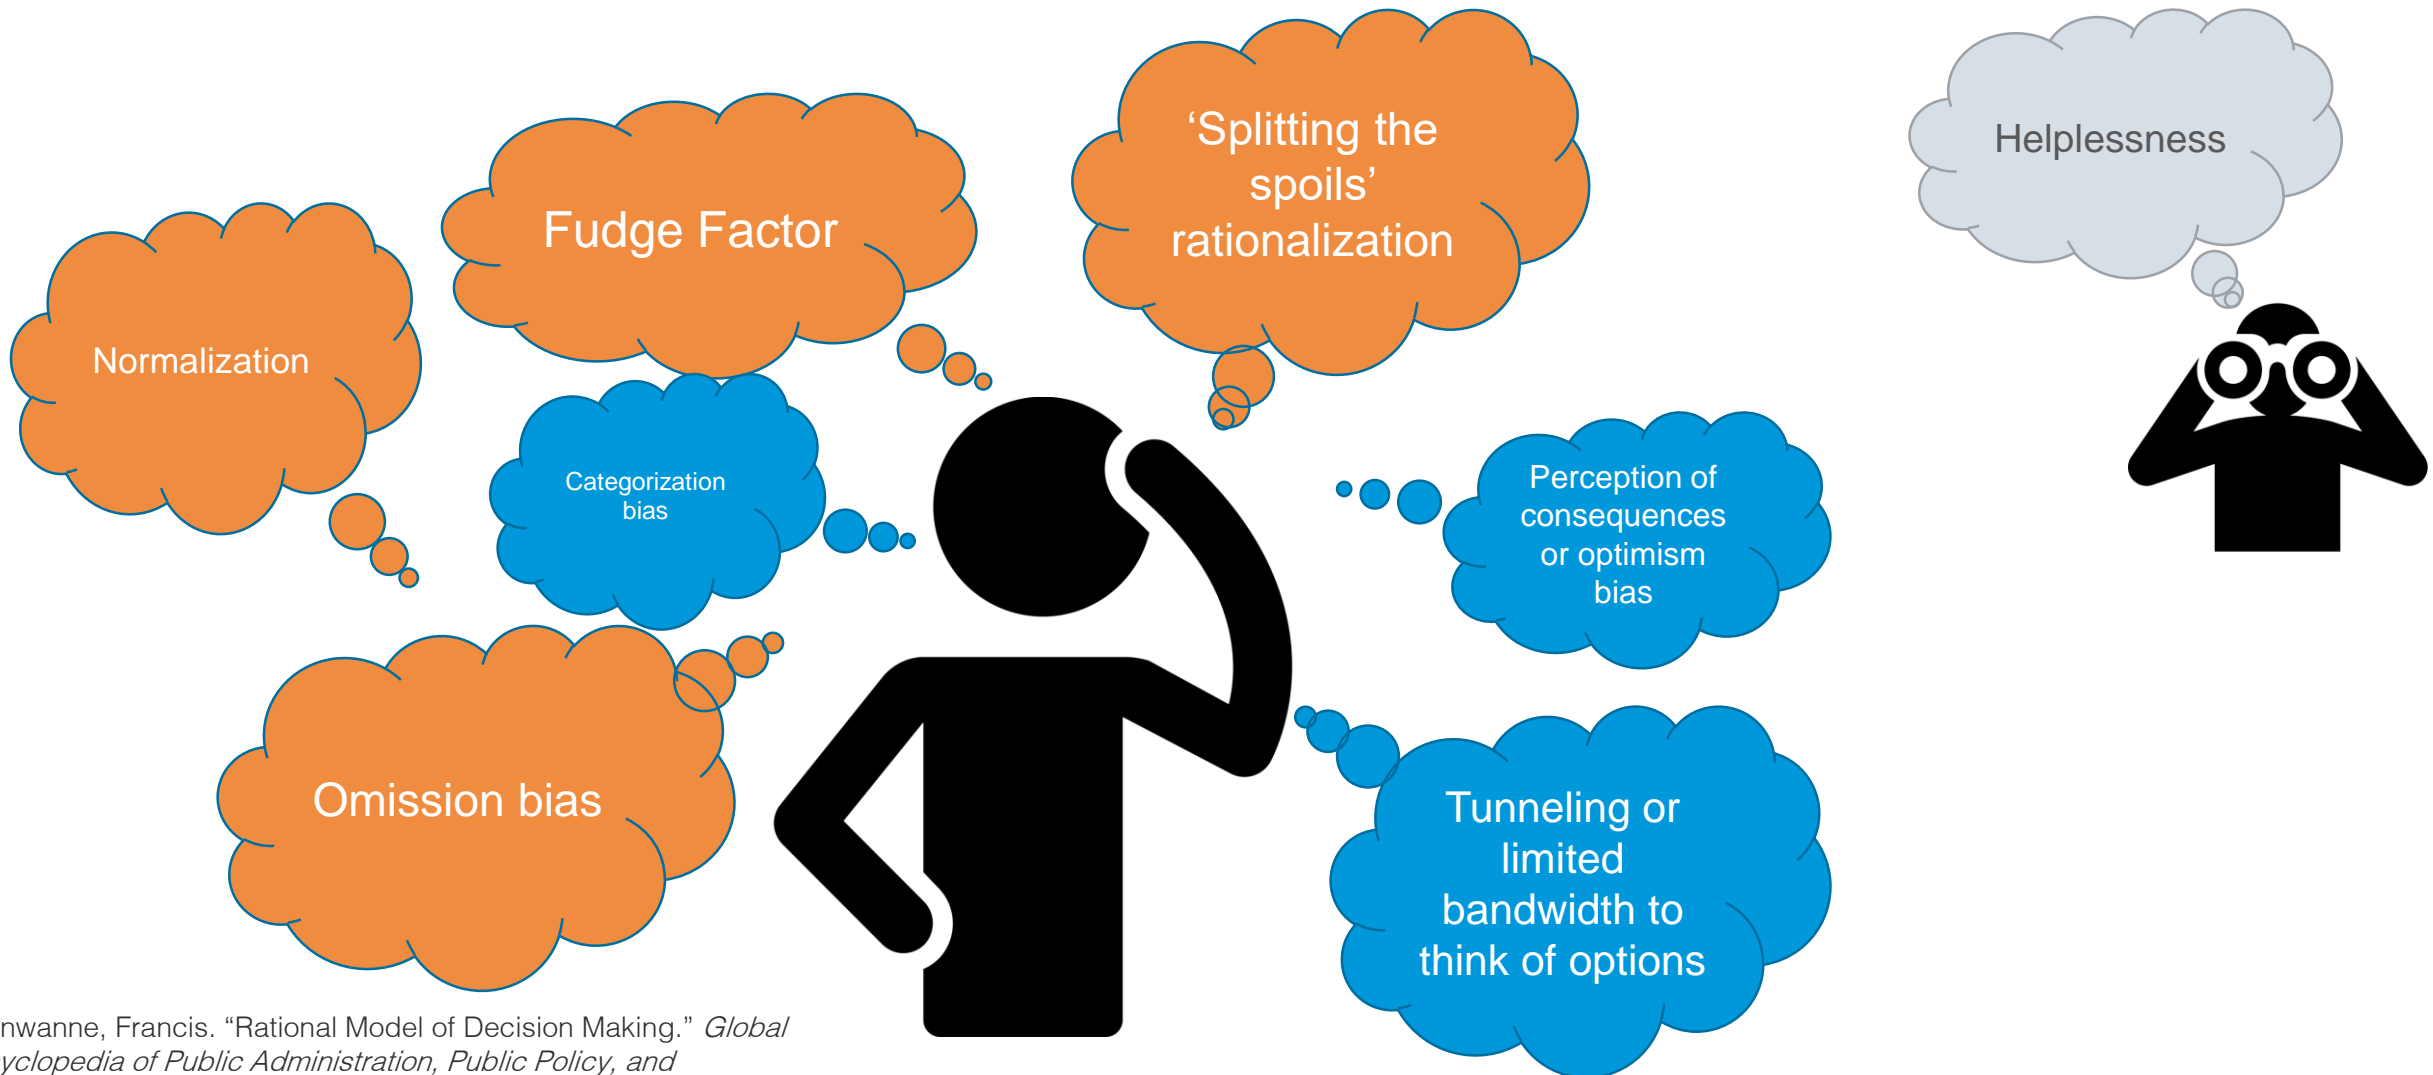 ‘Splitting the
spoils’
rationalization
Helplessness
Fudge Factor
Normalization
Categorization
bias
Perception of
consequences
or optimism
bias
Omission bias
Tunneling or
limited
bandwidth to
think of options
Francis. “Rational Model of Decision Making.” Global
of Public Administration, Public Policy, and